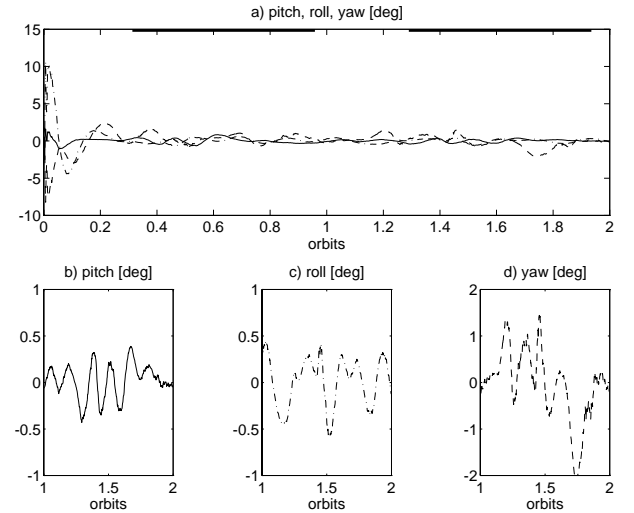 a) pitch, roll, yaw [deg]
15
10
5
0
-5
-10
0 0.2 0.4 0.6 0.8 1 1.2 1.4 1.6 1.8 2
orbits
b) pitch [deg]
1
0.5
0
-0.5
-1
1 1.5 2
orbits
c) roll [deg]
1
0.5
0
-0.5
-1
1 1.5 2
orbits
d) yaw [deg]
2
1
0
-1
-2
1 1.5 2
orbits